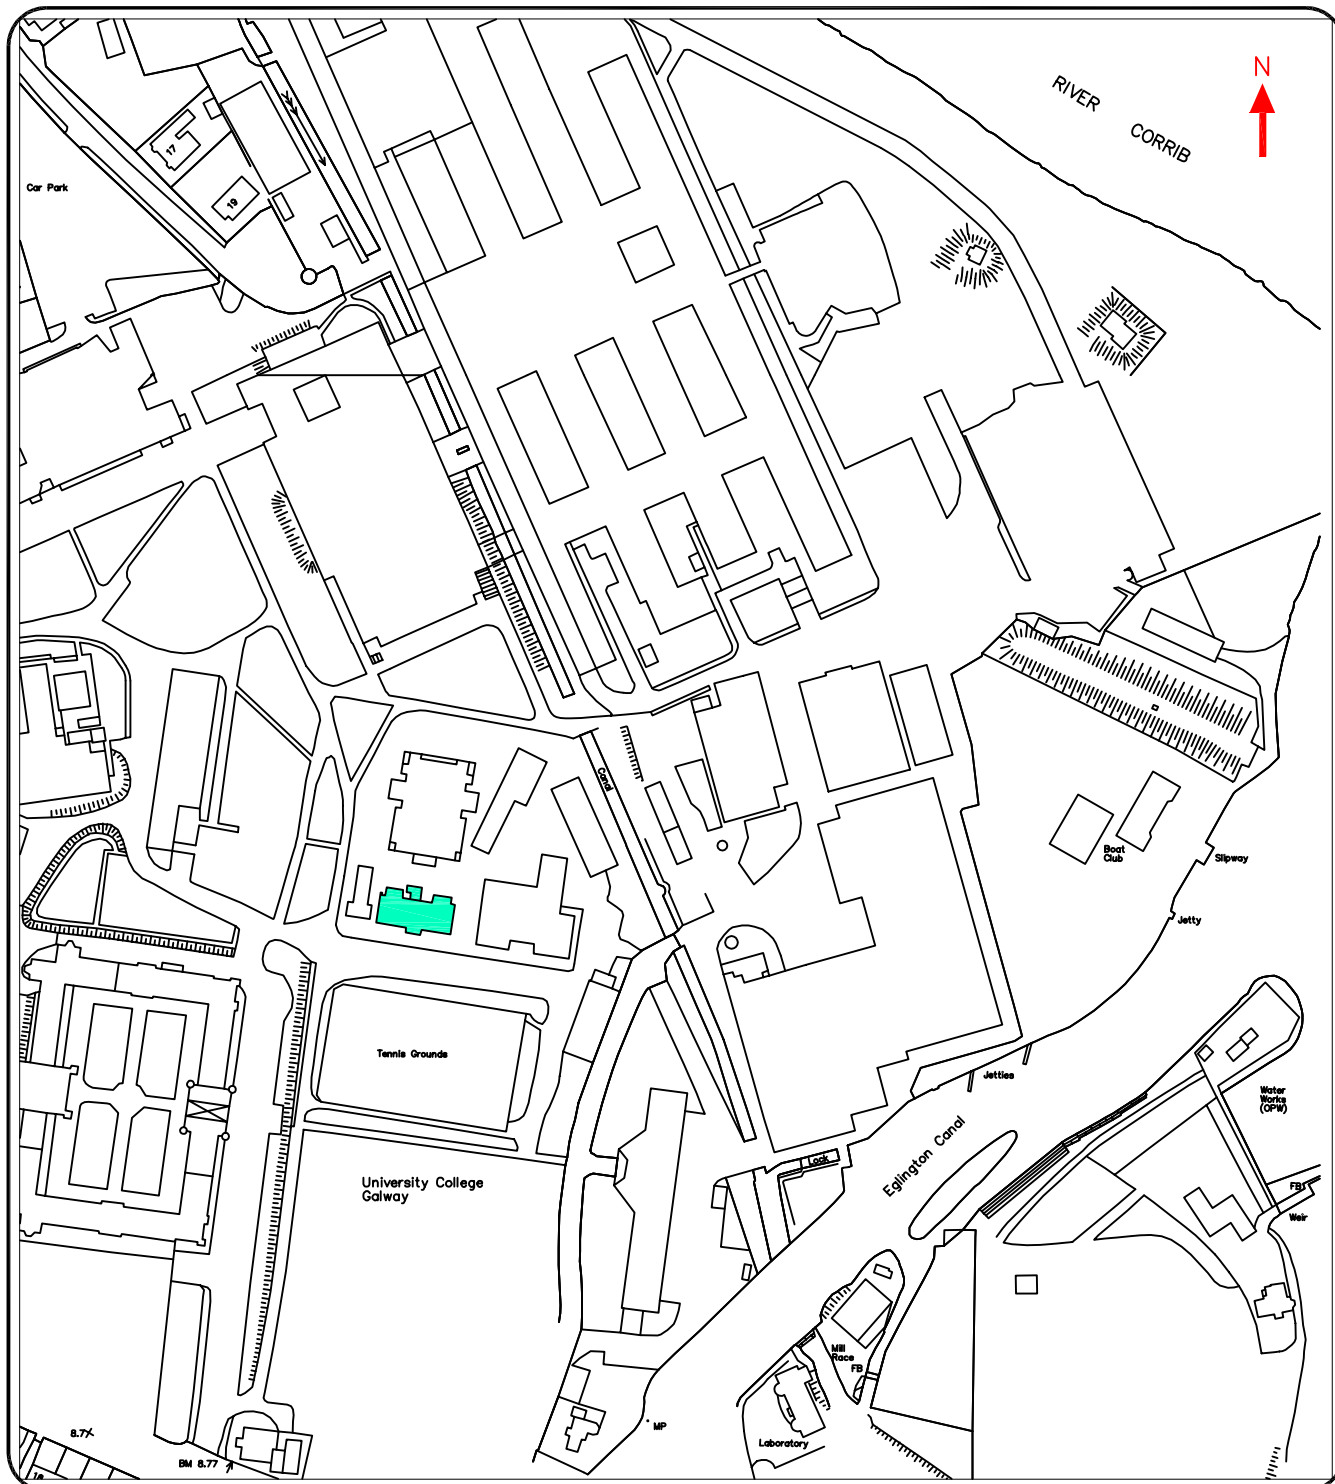 N
RIVER
CORRIB
17
19
Car Park
Canal
Boat
Club
Slipway
Jetty
Tennis Grounds
Jetties
Water
Works
(OPW)
Eglington Canal
Lock
University College
Galway
FB
Weir
Mill
Race
FB
MP
Laboratory
8.7
BM 8.77